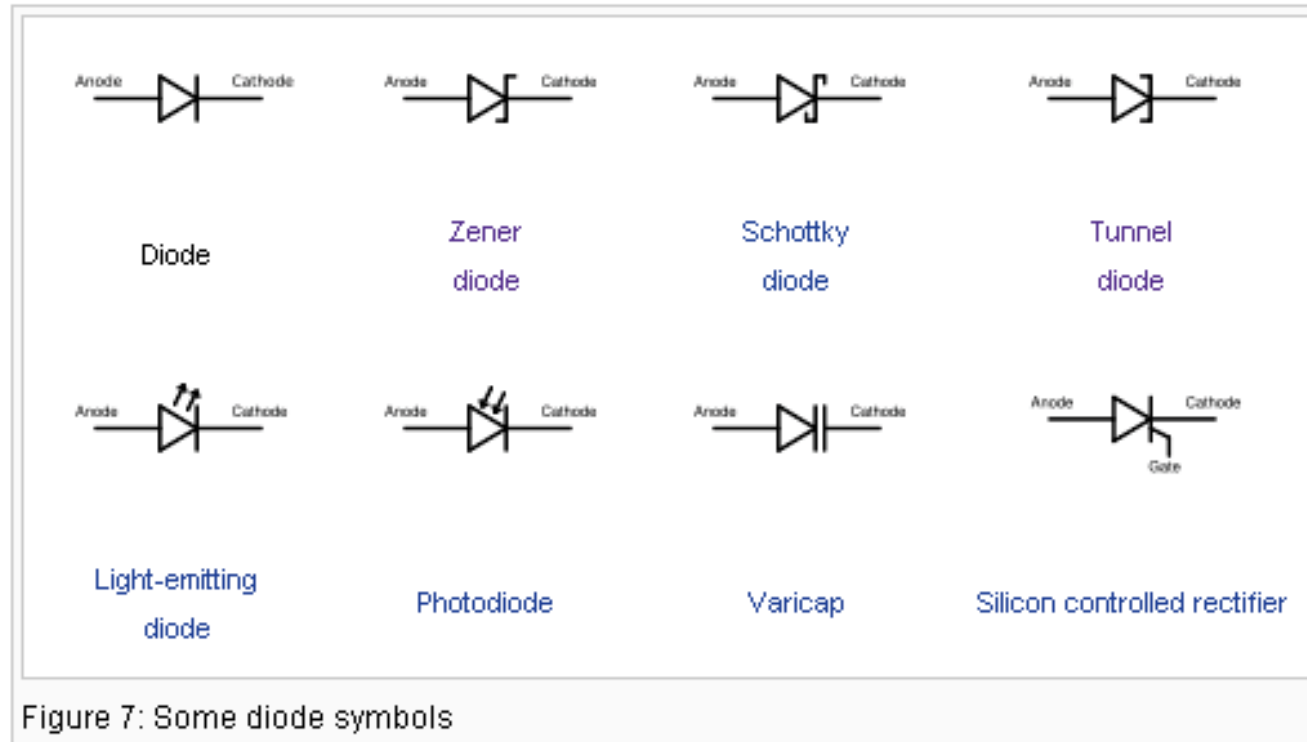 Anode Cathode Anode Cathode Anode Cathode Anode Cathode
Diode
Zener
diode
Schottky
diode
Tunnel
diode
Anode Cathode Anode Cathode Anode Cathode Anode Cathode
Gate
Light-emitting
diode
Photodiode
Varicap
Silicon controlled rectifier
Figure 7: Some diode symbols